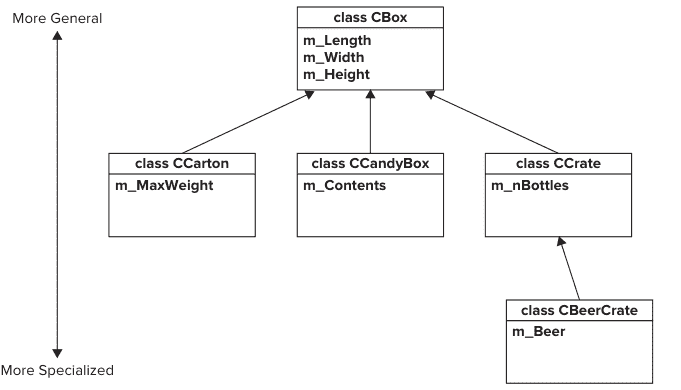 More General
class CBox
m_Length
m_Width
m_Height
class CCarton
m_MaxWeight
class CCandyBox
m_Contents
class CCrate
m_nBottles
class CBeerCrate
m_Beer
More Specialized